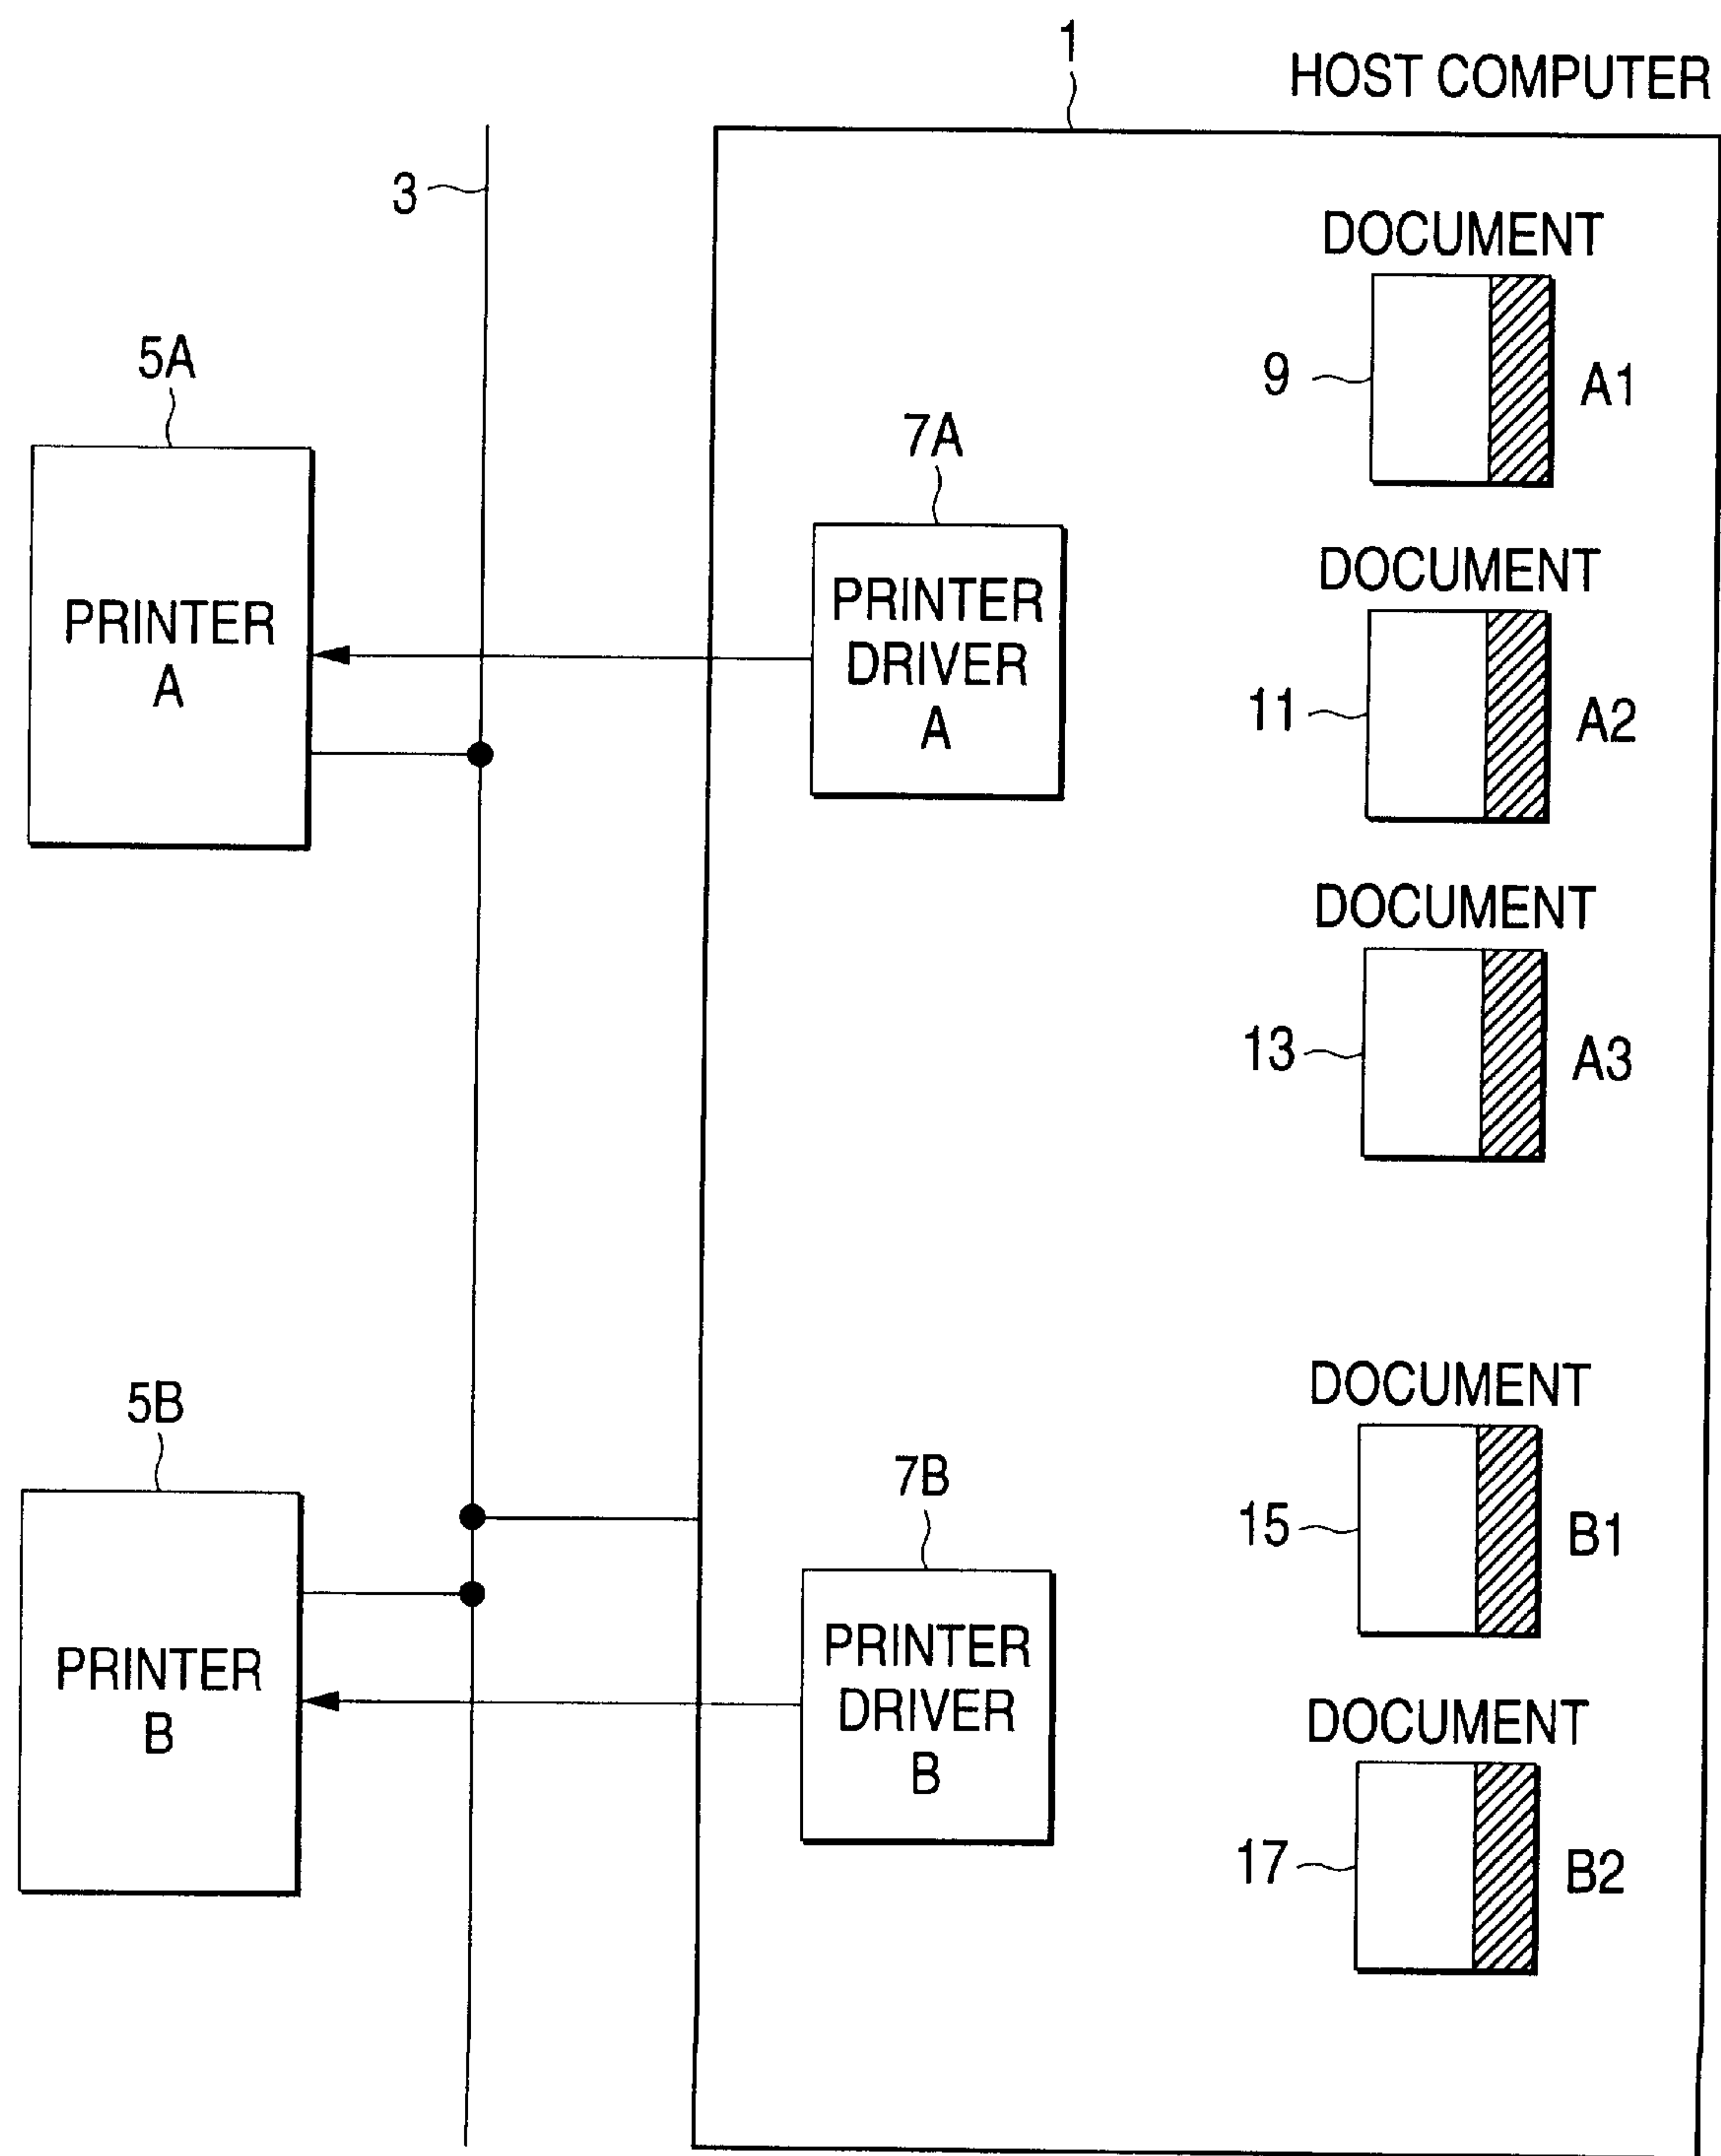 1
HOST COMPUTER
3
DOCUMENT
9
A1
5A
7A
PRINTER
A
PRINTER
DRIVER
A
DOCUMENT
11
A2
DOCUMENT
13
A3
5B
7B
PRINTER
B
PRINTER
DRIVER
B
DOCUMENT
15
B1
DOCUMENT
17
B2